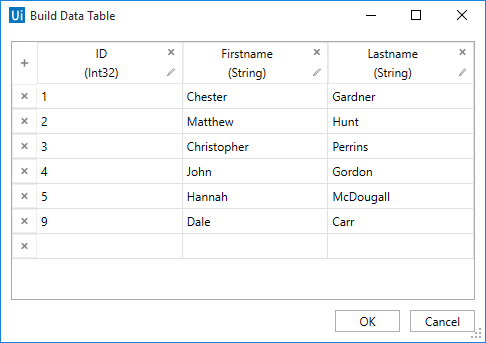 Ui Build Data Table
ID Firstname Lastname
(Int32) (String) (String)
1 Chester Gardner
2 Matthew Hunt
3 Christopher Perrins
4 John Gordon
5 Hannah McDougall
9 Dale Carr
OK Cancel